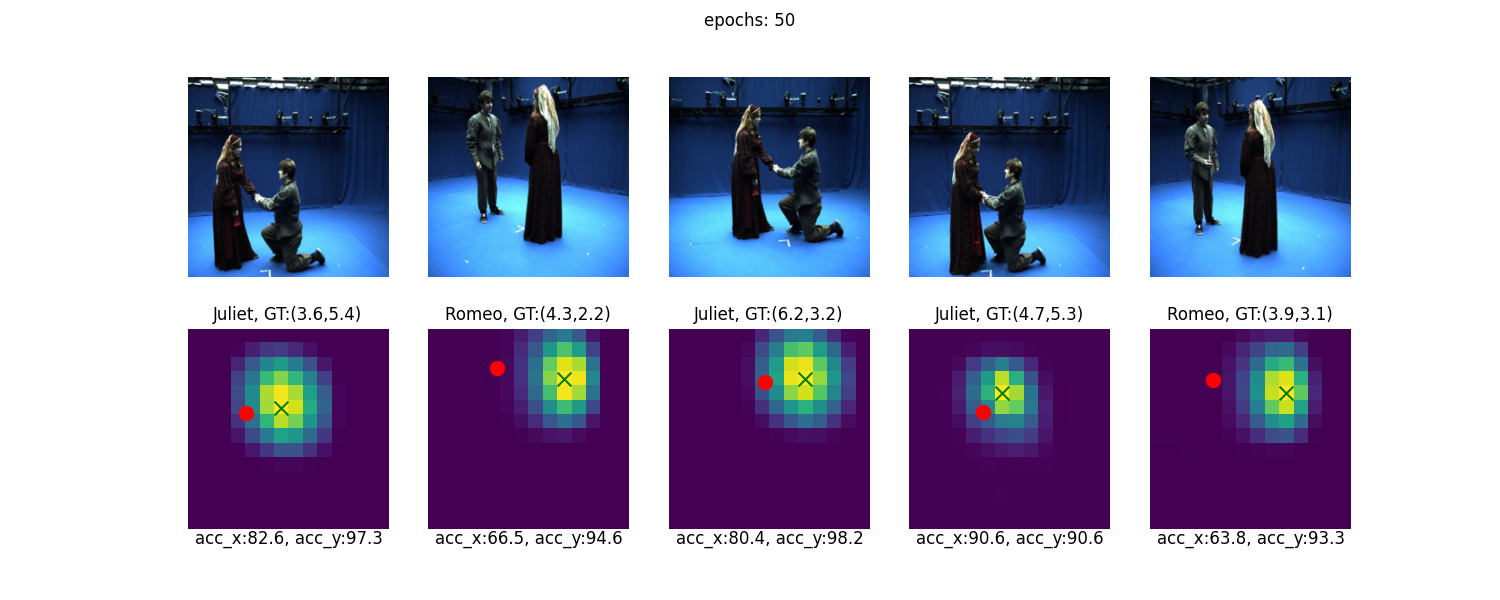 epochs: 50
Juliet, GT:(3.6,5.4)
Romeo, GT:(4.3,2.2)
Juliet, GT:(6.2,3.2)
Juliet, GT:(4.7,5.3)
Romeo, GT:(3.9,3.1)
acc_x:82.6, acc_y:97.3
acc_x:66.5, acc_y:94.6
acc_x:80.4, acc_y:98.2
acc_x:90.6, acc_y:90.6
acc_x:63.8, acc_y:93.3